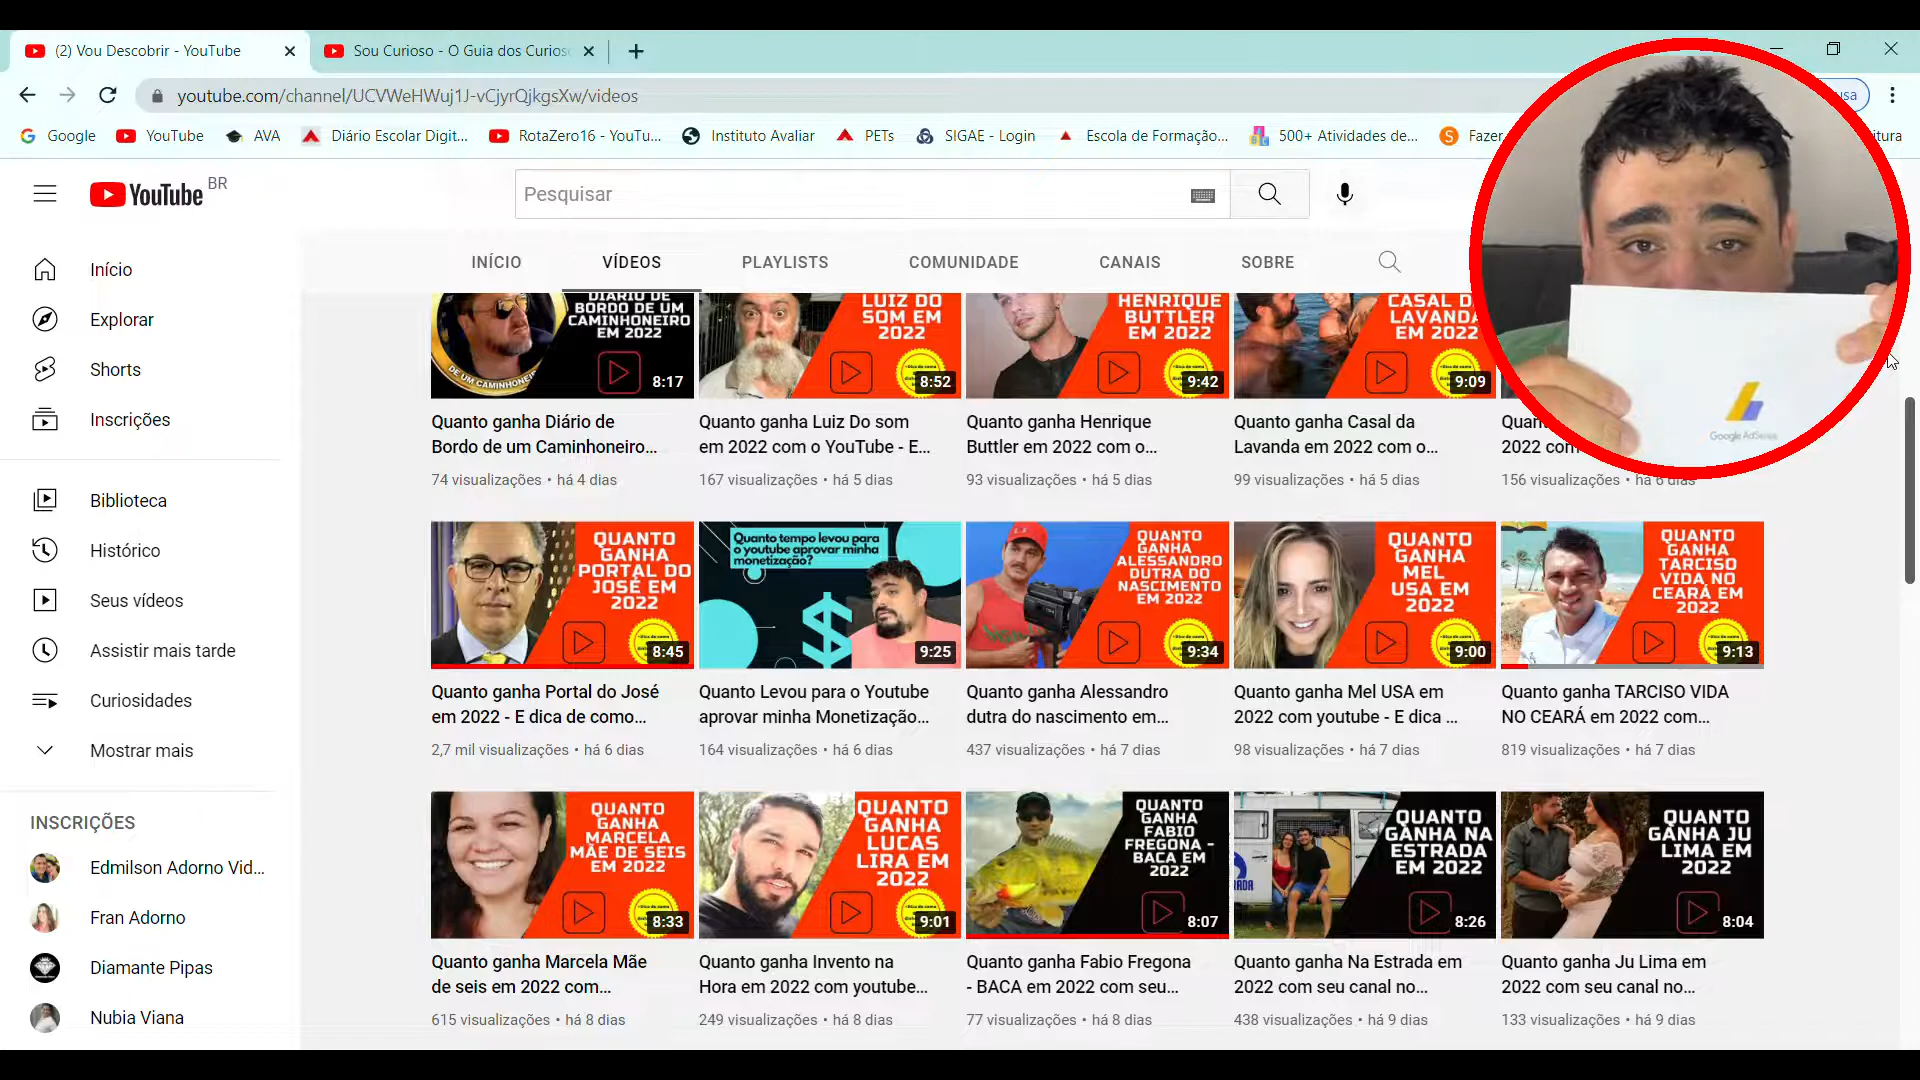 (2) Vou Descobrir - YouTube
Sou Curioso - O Guia dos Curios
youtube.com/channel/UCVWeHWuj1J-vCjyrQjkgsXw/videos
usa
Google
YouTube
AVA
Diário Escolar Digit...
RotaZero16 - YouTu...
Instituto Avaliar
PETs
SIGAE - Login
Escola de Formação...
500+ Atividades de...
Fazer
itura
YouTube BR
Pesquisar
INÍCIO
VÍDEOS
PLAYLISTS
COMUNIDADE
CANAIS
SOBRE
Início
Explorar
Shorts
Inscrições
Biblioteca
Histórico
Seus vídeos
Assistir mais tarde
Curiosidades
Mostrar mais
INSCRIÇÕES
Edmilson Adorno Vid...
Fran Adorno
Diamante Pipas
Nubia Viana
Google AdSense
DIÁRIO DE
BORDO DE UM
CAMINHONEIRO
EM 2022
DE UM CAMINHONEIRO
8:17
LUIZ DO
SOM EM
2022
8:52
HENRIQUE
BUTTLER
EM 2022
9:42
CASAL D
LAVANDA
EM 2022
9:09
Quanto ganha Diário de
Bordo de um Caminhoneiro...
74 visualizações • há 4 dias
Quanto ganha Luiz Do som
em 2022 com o YouTube - E...
167 visualizações • há 5 dias
Quanto ganha Henrique
Buttler em 2022 com o...
93 visualizações • há 5 dias
Quanto ganha Casal da
Lavanda em 2022 com o...
99 visualizações • há 5 dias
Quan
2022 com
156 visualizações • há 6 dias
QUANTO
GANHA
PORTAL DO
JOSÉ EM
2022
8:45
Quanto tempo levou para
o youtube aprovar minha
monetização?
9:25
QUANTO
GANHA
ALESSANDRO
DUTRA DO
NASCIMENTO
EM 2022
9:34
QUANTO
GANHA
MEL
USA EM
2022
9:00
QUANTO
GANHA
TARCISO
VIDA NO
CEARÁ EM
2022
9:13
Quanto ganha Portal do José
em 2022 - E dica de como...
2,7 mil visualizações • há 6 dias
Quanto Levou para o Youtube
aprovar minha Monetização...
164 visualizações • há 6 dias
Quanto ganha Alessandro
dutra do nascimento em...
437 visualizações • há 7 dias
Quanto ganha Mel USA em
2022 com youtube - E dica ...
98 visualizações • há 7 dias
Quanto ganha TARCISO VIDA
NO CEARÁ em 2022 com...
819 visualizações • há 7 dias
QUANTO
GANHA
MARCELA
MÃE DE SEIS
EM 2022
8:33
QUANTO
GANHA
LUCAS
LIRA EM
2022
9:01
QUANTO
GANHA
FABIO
FREGONA -
BACA EM
2022
8:07
QUANTO
GANHA NA
ESTRADA
EM 2022
8:26
QUANTO
GANHA JU
LIMA EM
2022
8:04
Quanto ganha Marcela Mãe
de seis em 2022 com...
615 visualizações • há 8 dias
Quanto ganha Invento na
Hora em 2022 com youtube...
249 visualizações • há 8 dias
Quanto ganha Fabio Fregona
- BACA em 2022 com seu...
77 visualizações • há 8 dias
Quanto ganha Na Estrada em
2022 com seu canal no...
438 visualizações • há 9 dias
Quanto ganha Ju Lima em
2022 com seu canal no...
133 visualizações • há 9 dias